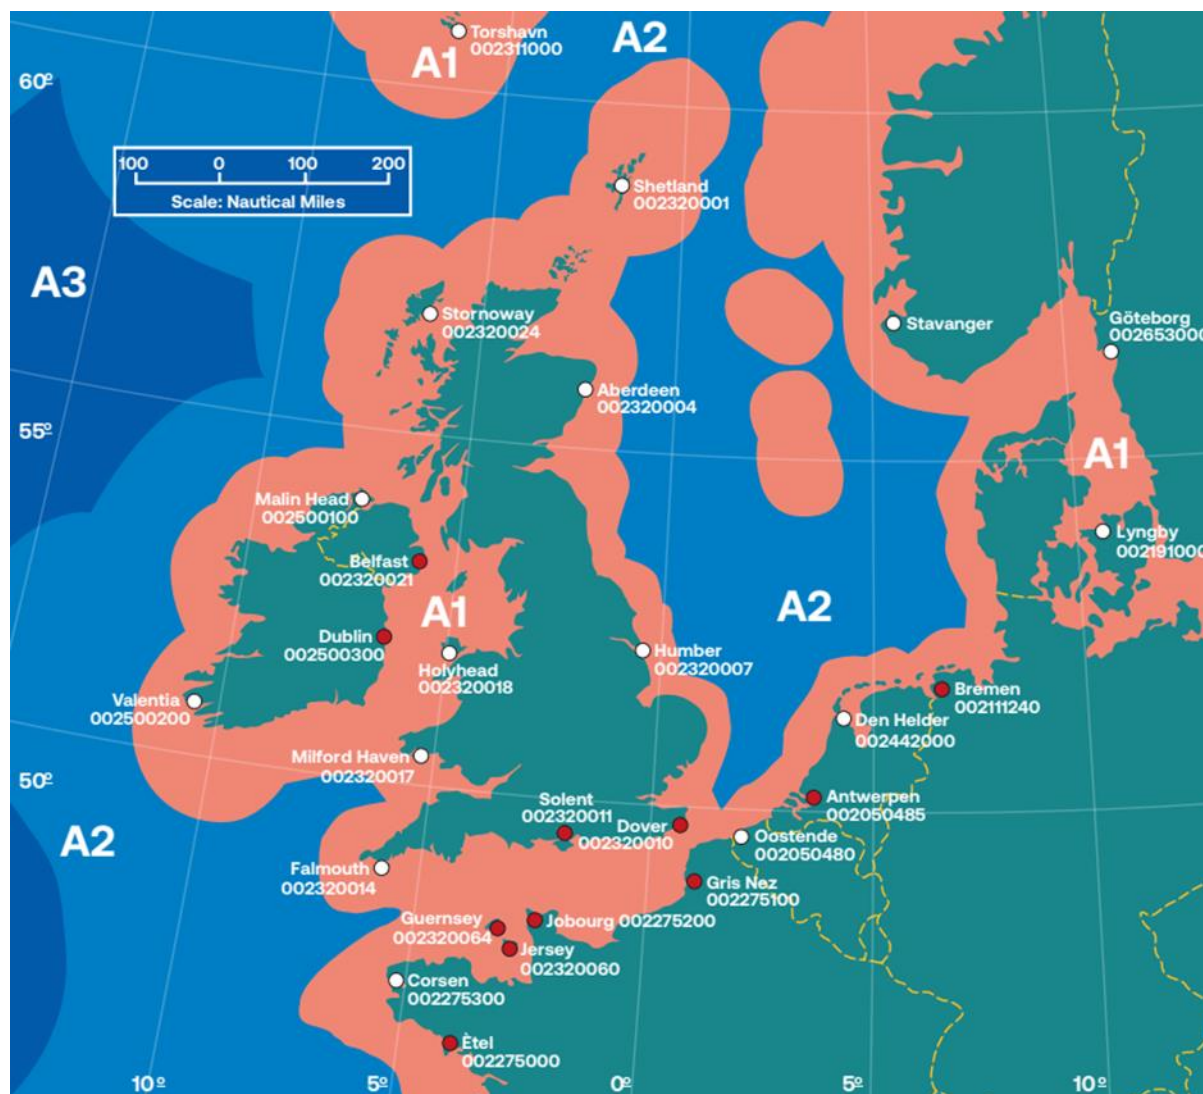 Torshavn
002311000
A1
A2
60º
100 0 100 200
Scale: Nautical Miles
Shetland
002320001
A3
Stornoway
002320024
Stavanger
Göteborg
002653000
Aberdeen
002320004
55º
A1
Malin Head
002500100
Lyngby
002191000
Belfast
002320021
A1
A2
Dublin
002500300
Holyhead
002320018
Humber
002320007
Valentia
002500200
Bremen
002111240
Den Helder
002442000
Milford Haven
002320017
50º
Solent
002320011
Dover
002320010
Antwerpen
002050485
Oostende
002050480
A2
Falmouth
002320014
Gris Nez
002275100
Guernsey
002320064
Jobourg 002275200
Jersey
002320060
Corsen
002275300
Ètel
002275000
10º 5º 0º 5º 10º